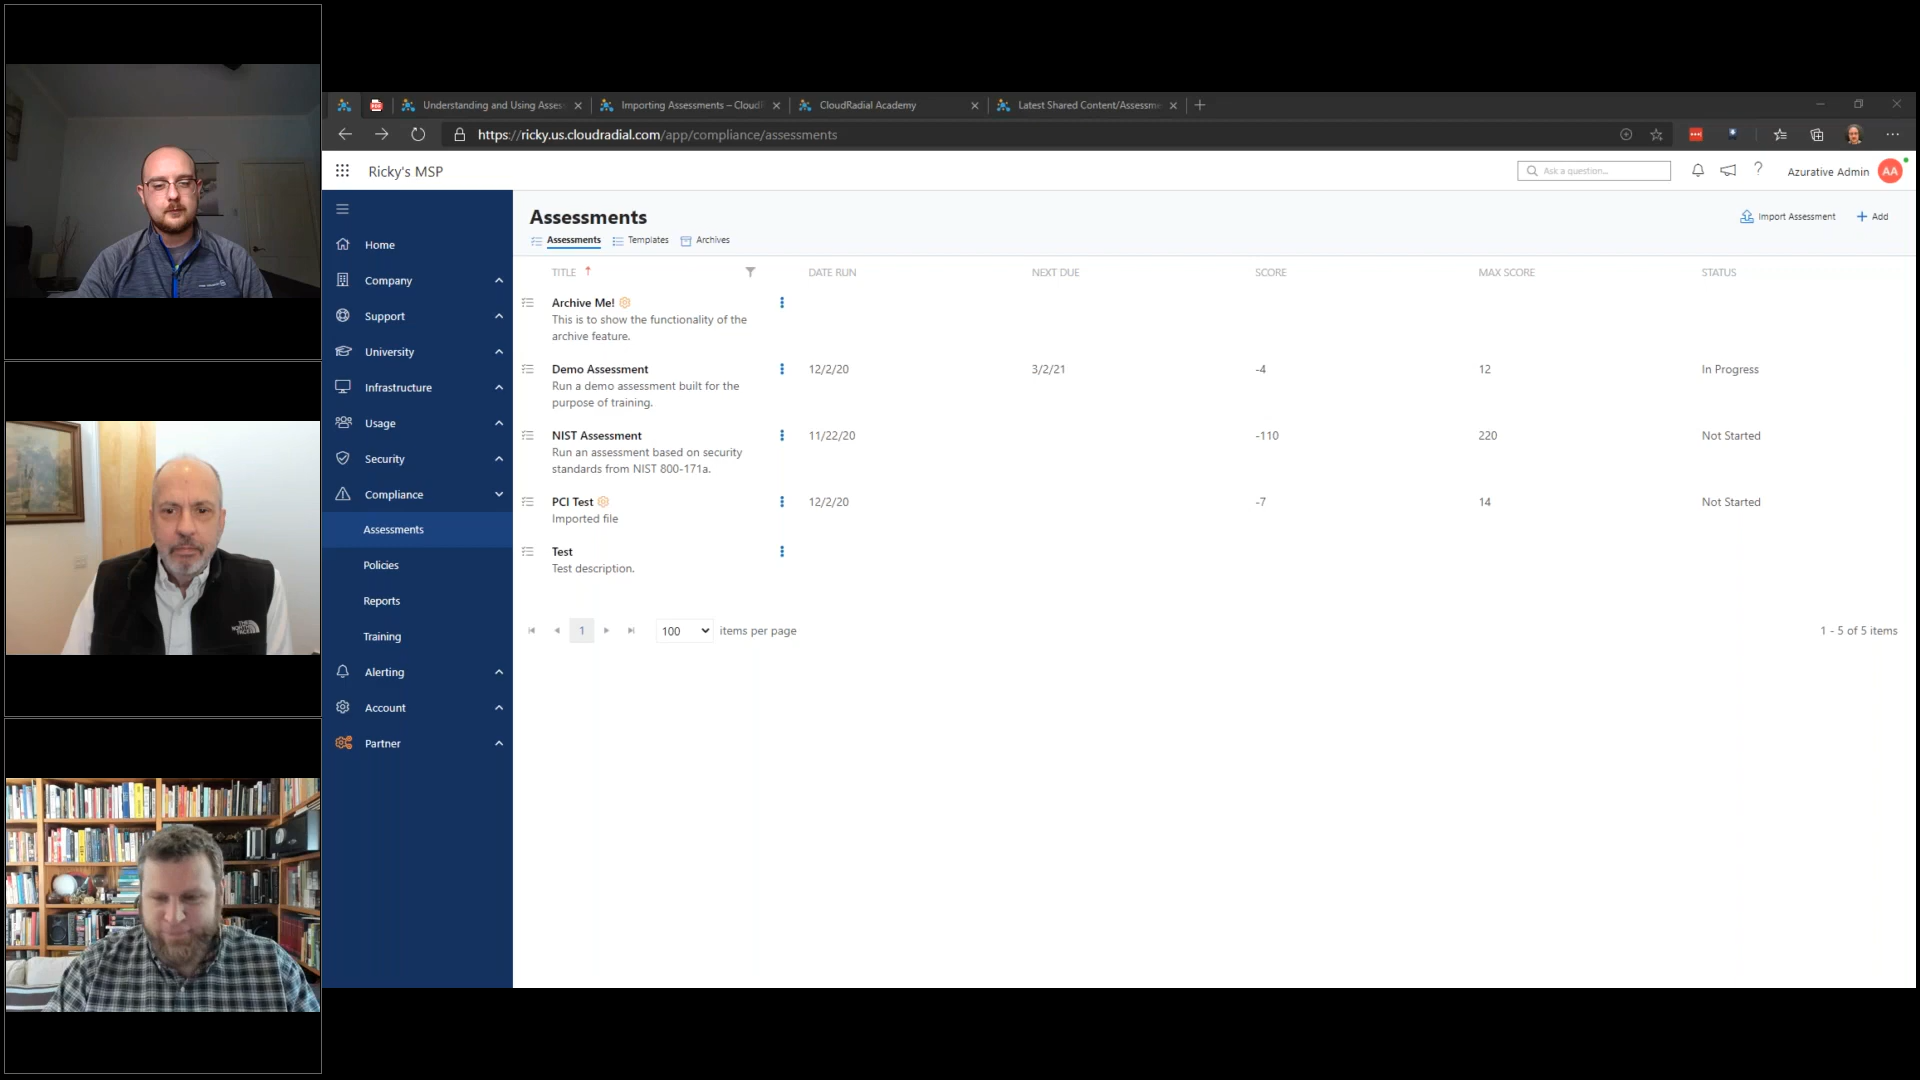 Understanding and Using Asses
Importing Assessments – Cloud
CloudRadial Academy
Latest Shared Content/Assessme
https://ricky.us.cloudradial.com/app/compliance/assessments
Ricky's MSP
Ask a question...
Azurative Admin
AA
Home
Company
Support
University
Infrastructure
Usage
Security
Compliance
Assessments
Policies
Reports
Training
Alerting
Account
Partner
Assessments
Import Assessment
Add
Assessments
Templates
Archives
TITLE
DATE RUN
NEXT DUE
SCORE
MAX SCORE
STATUS
Archive Me!
This is to show the functionality of the
archive feature.
Demo Assessment
12/2/20
3/2/21
-4
12
In Progress
Run a demo assessment built for the
purpose of training.
NIST Assessment
11/22/20
-110
220
Not Started
Run an assessment based on security
standards from NIST 800-171a.
PCI Test
12/2/20
-7
14
Not Started
Imported file
Test
Test description.
1
100
items per page
1 - 5 of 5 items
THE
NORTH
FACE